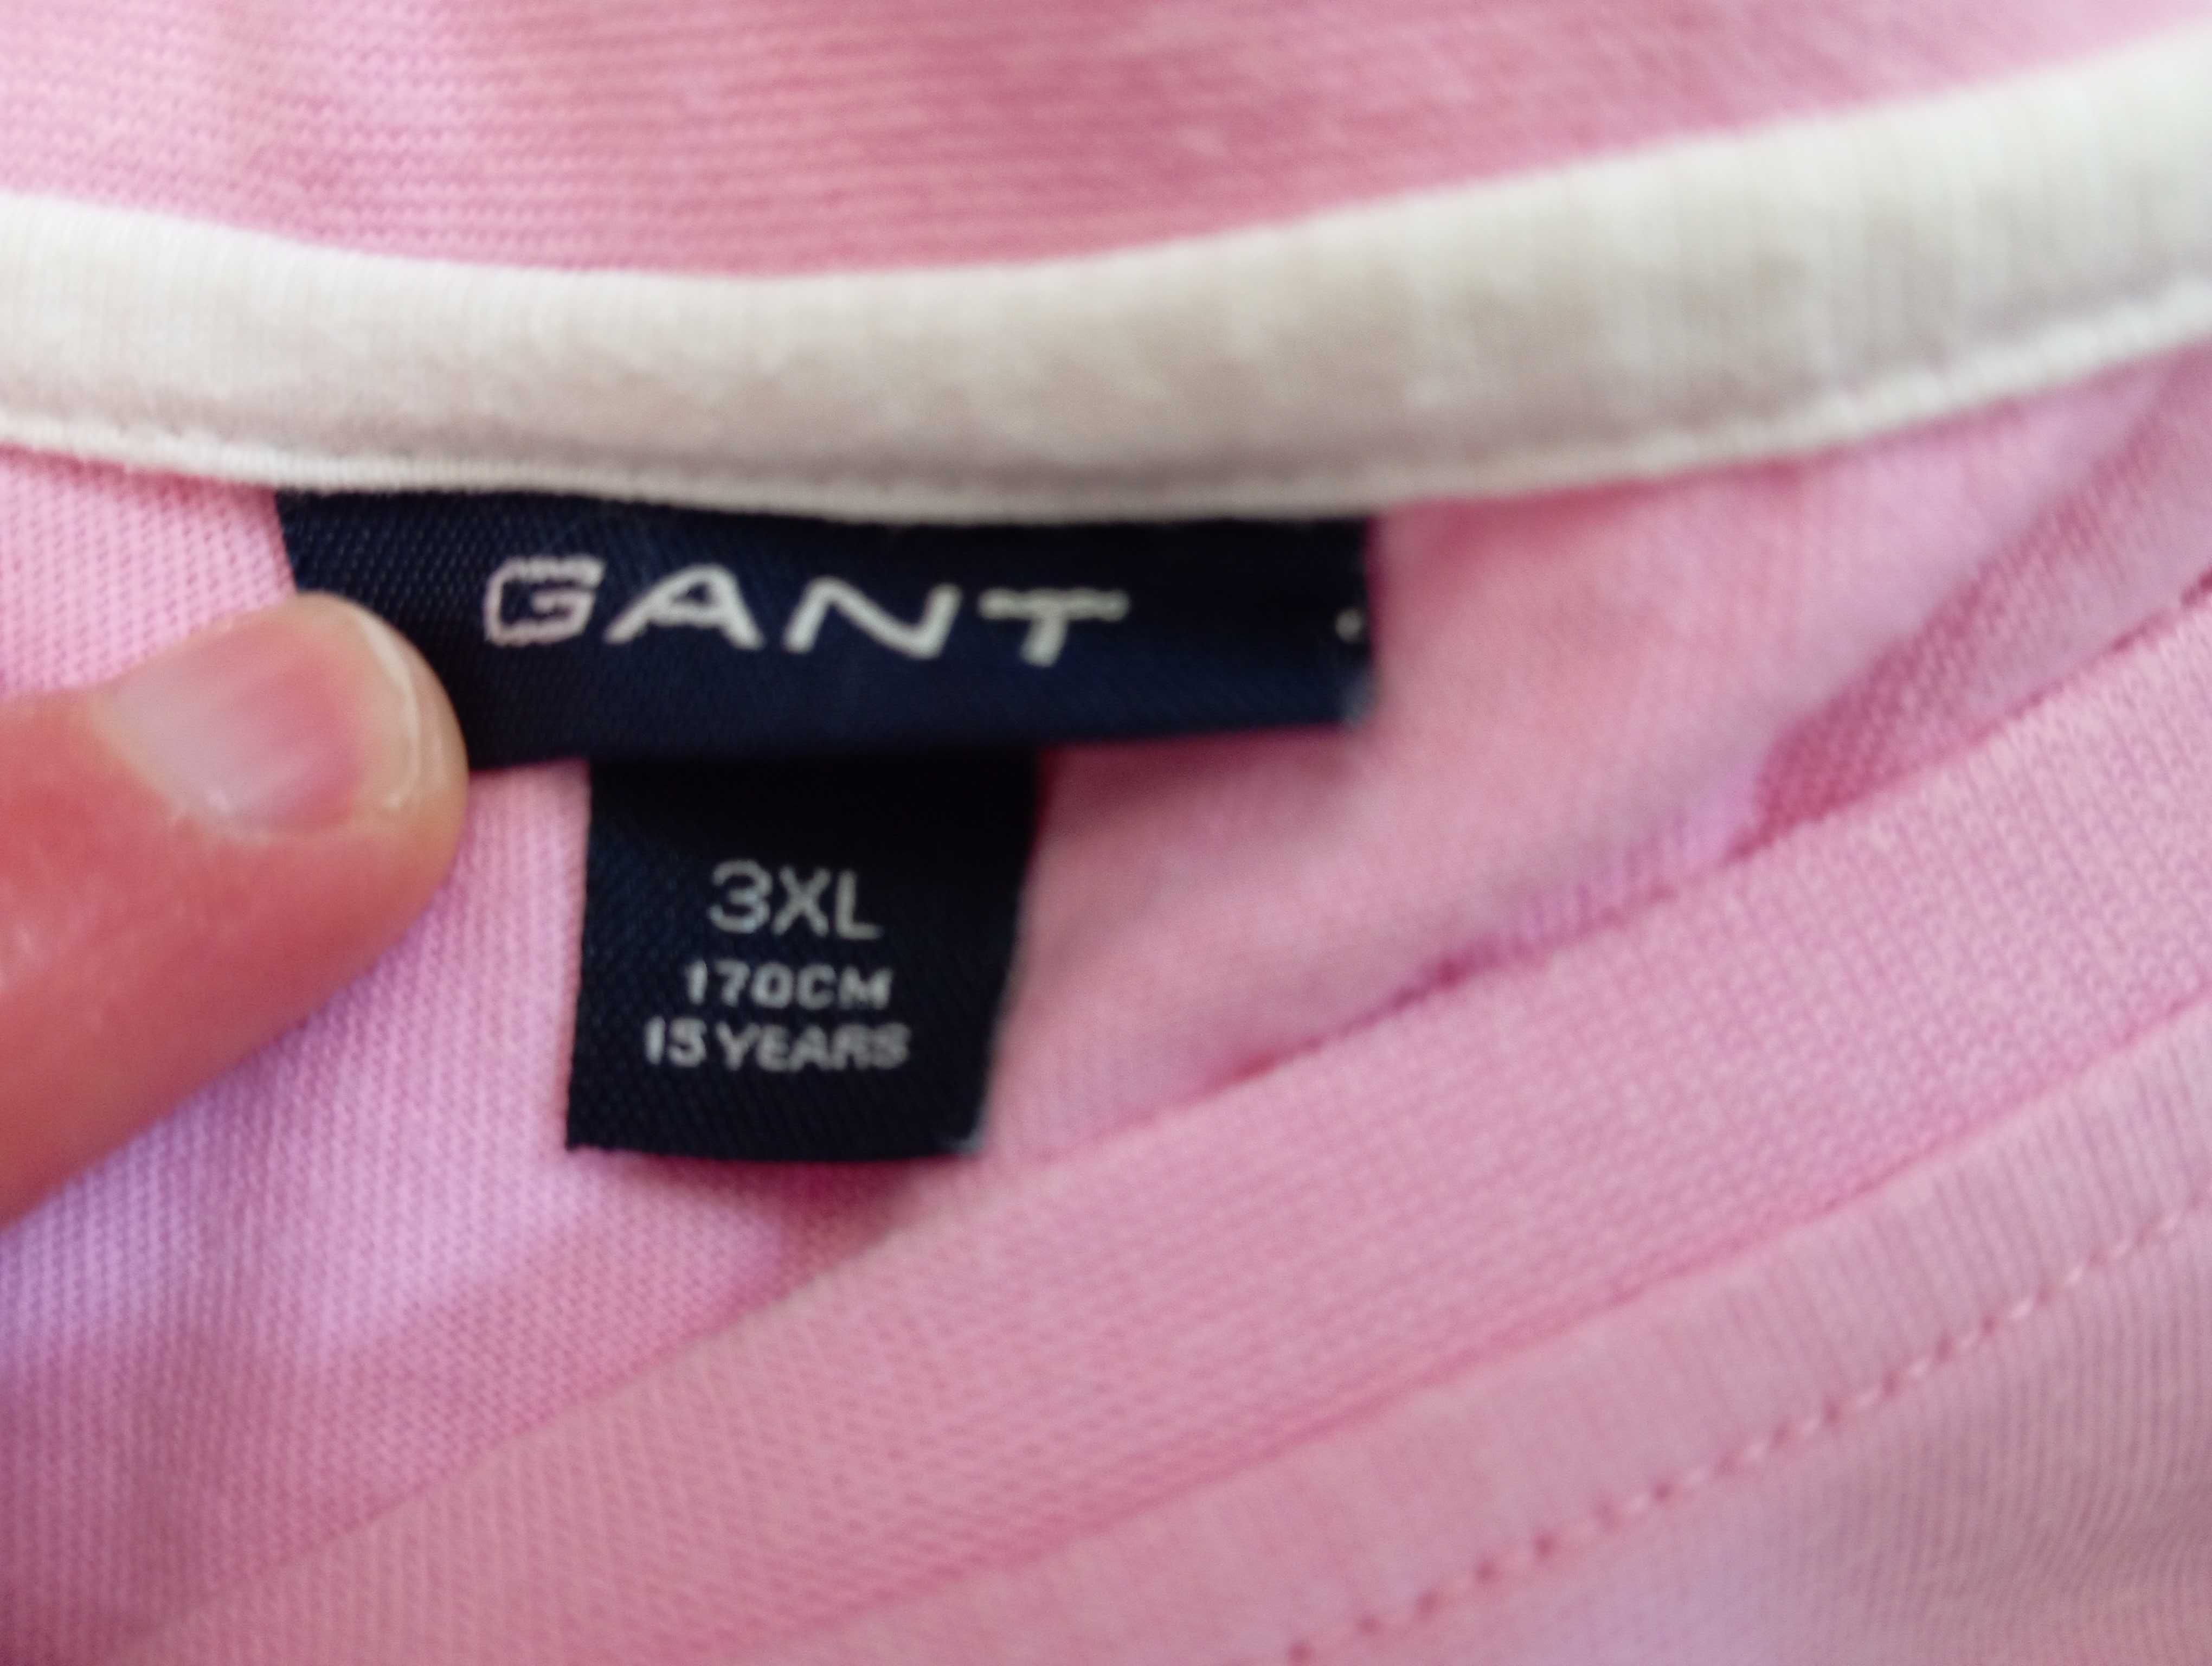 GANT
3XL
170CM
15 YEARS